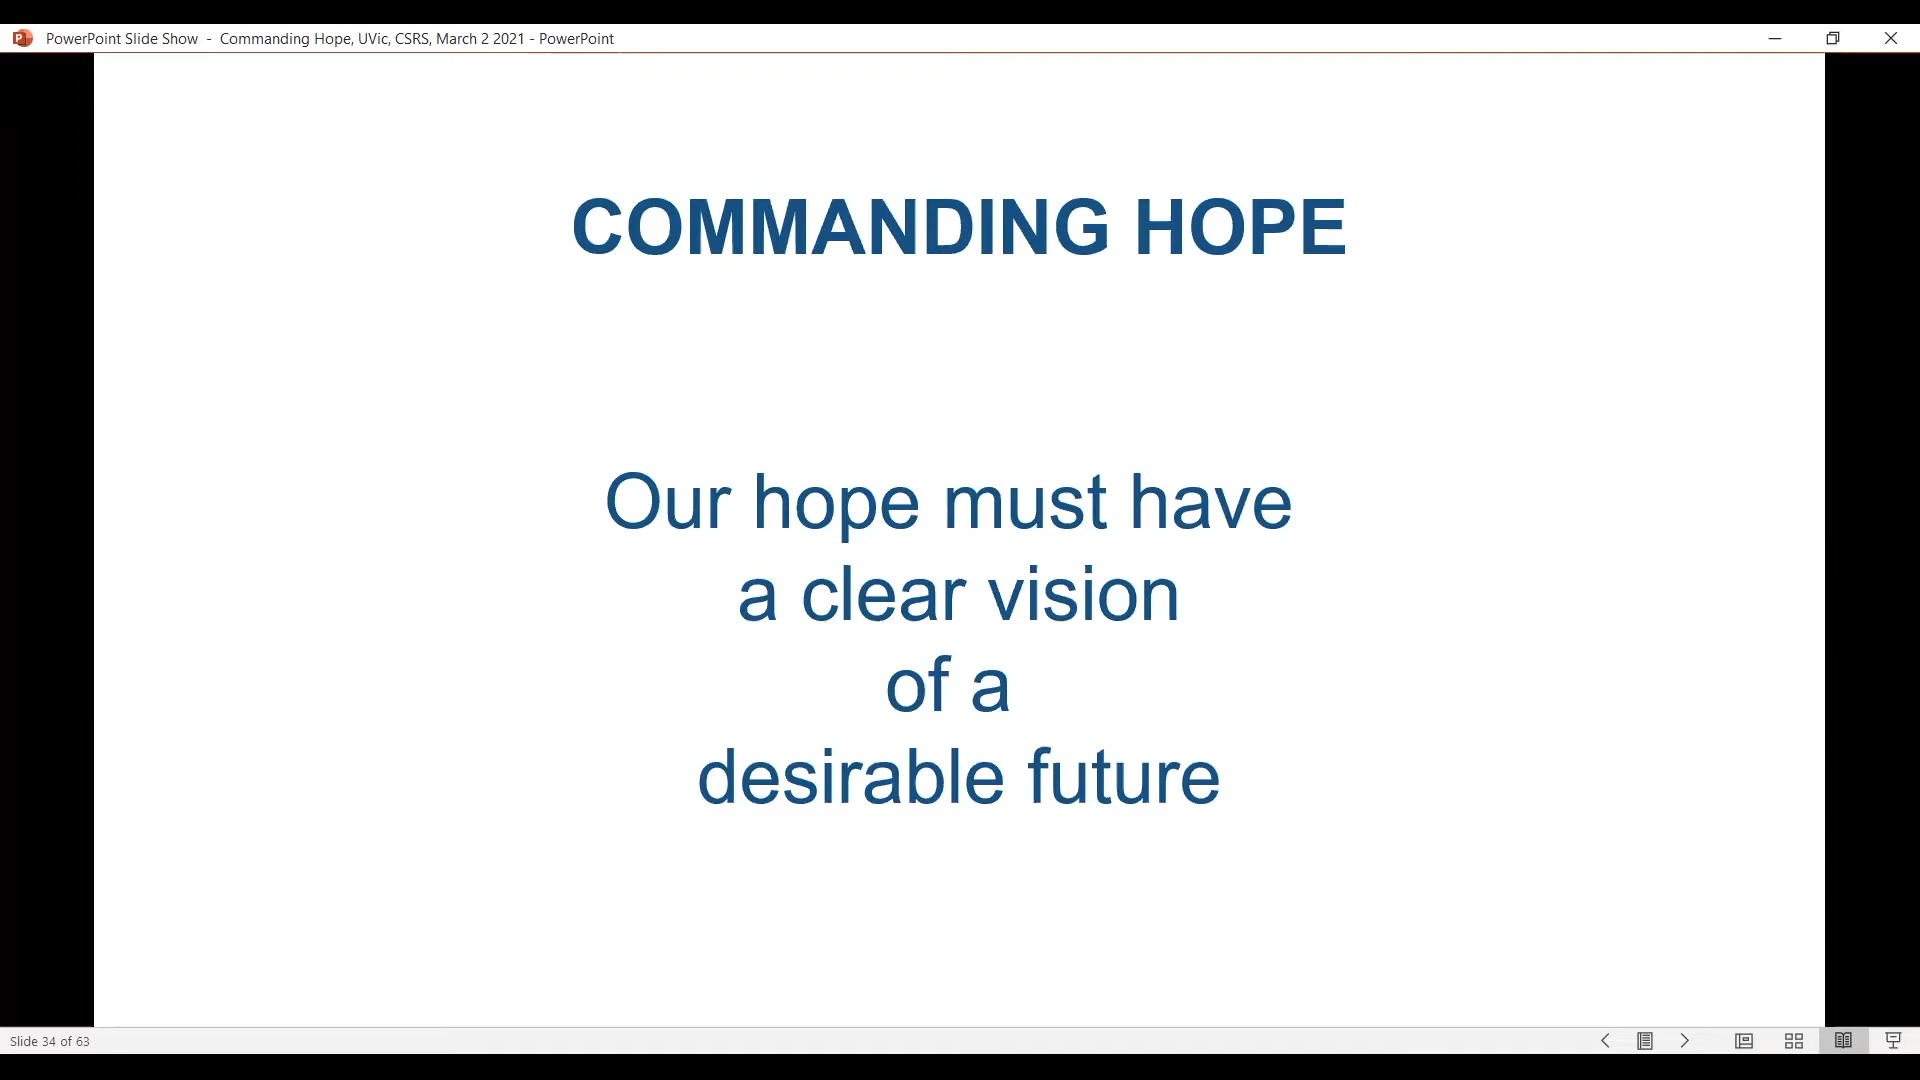 PowerPoint Slide Show - Commanding Hope, UVic, CSRS, March 2 2021 - PowerPoint
COMMANDING HOPE
Our hope must have
a clear vision
of a
desirable future
Slide 34 of 63